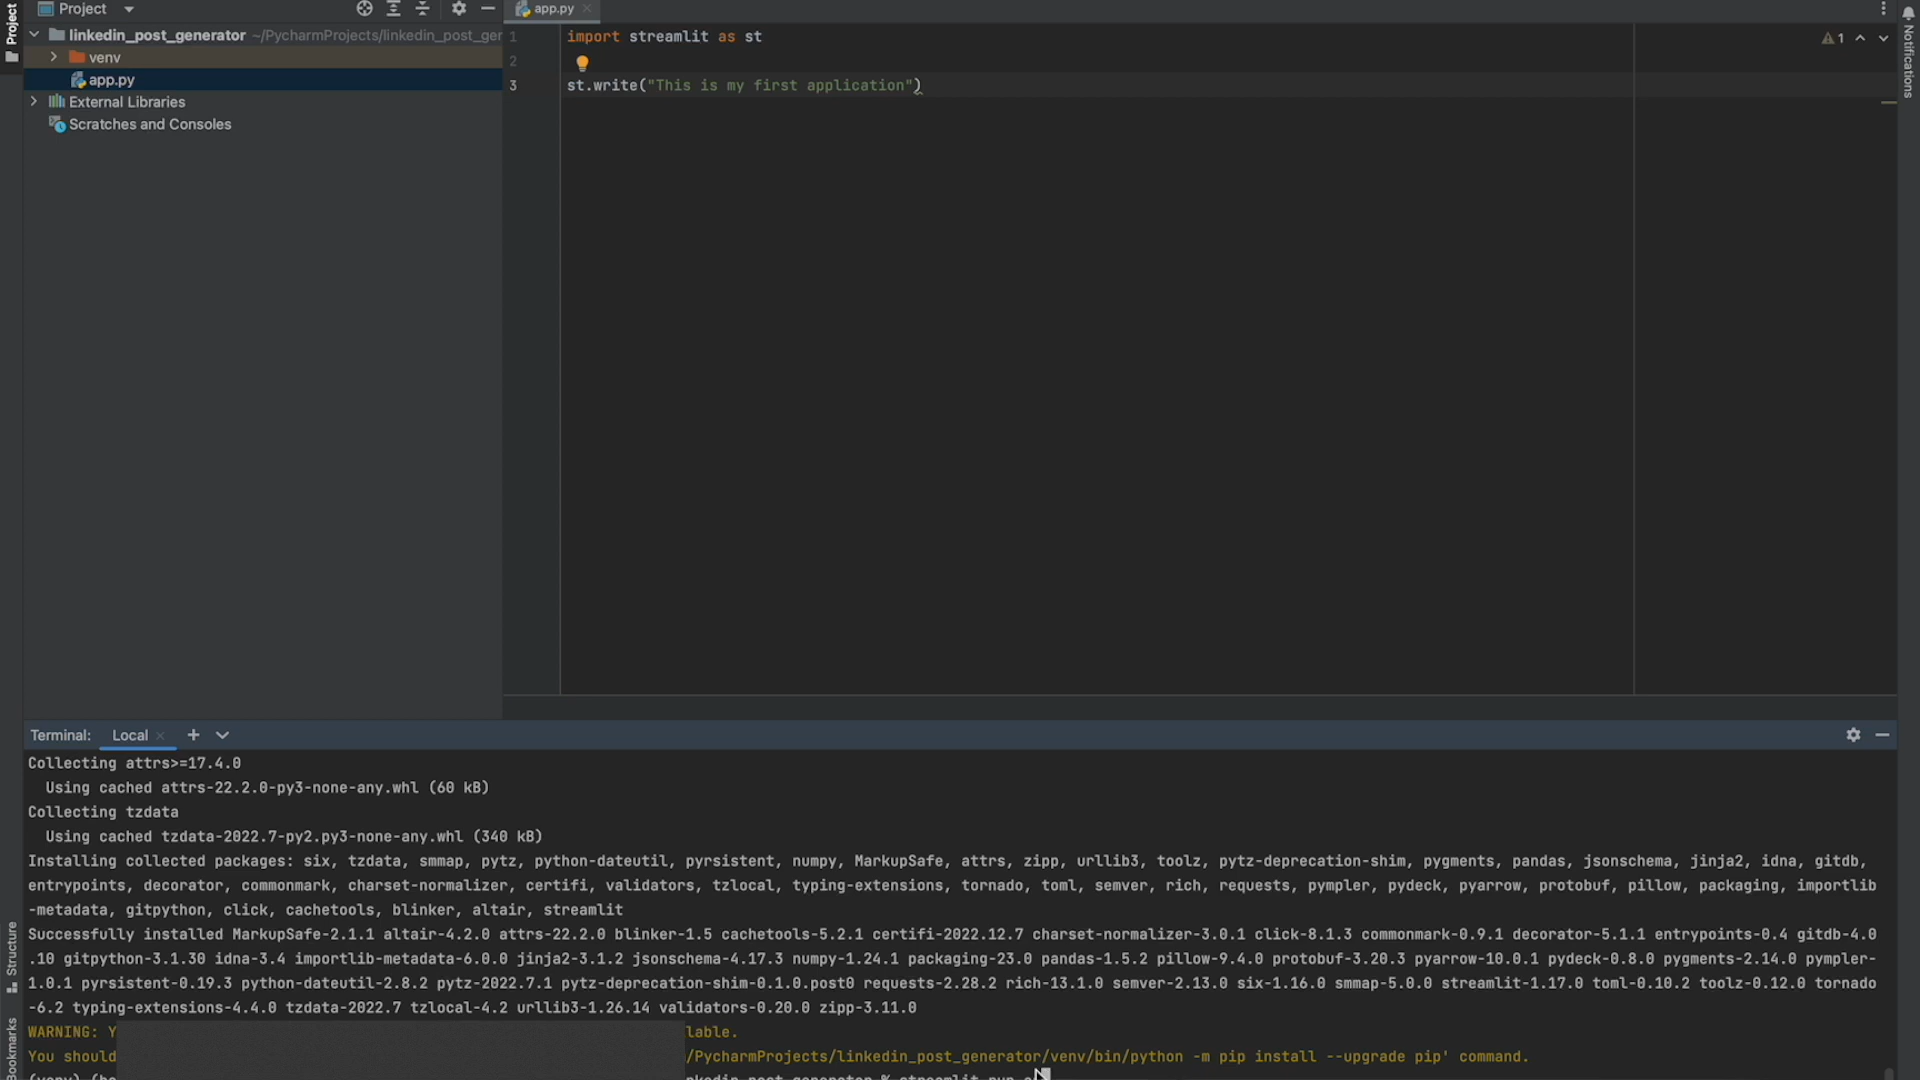 Project
Project
app.py
linkedin_post_generator ~/PycharmProjects/linkedin_post_ger
venv
app.py
External Libraries
Scratches and Consoles
1
import streamlit as st
2
3
st.write("This is my first application")
1
Notifications
Terminal: Local
Collecting attrs>=17.4.0
Using cached attrs-22.2.0-py3-none-any.whl (60 kB)
Collecting tzdata
Using cached tzdata-2022.7-py2.py3-none-any.whl (340 kB)
Installing collected packages: six, tzdata, smmap, pytz, python-dateutil, pyrsistent, numpy, MarkupSafe, attrs, zipp, urllib3, toolz, pytz-deprecation-shim, pygments, pandas, jsonschema, jinja2, idna, gitdb,
entrypoints, decorator, commonmark, charset-normalizer, certifi, validators, tzlocal, typing-extensions, tornado, toml, semver, rich, requests, pympler, pydeck, pyarrow, protobuf, pillow, packaging, importlib
-metadata, gitpython, click, cachetools, blinker, altair, streamlit
Successfully installed MarkupSafe-2.1.1 altair-4.2.0 attrs-22.2.0 blinker-1.5 cachetools-5.2.1 certifi-2022.12.7 charset-normalizer-3.0.1 click-8.1.3 commonmark-0.9.1 decorator-5.1.1 entrypoints-0.4 gitdb-4.0
.10 gitpython-3.1.30 idna-3.4 importlib-metadata-6.0.0 jinja2-3.1.2 jsonschema-4.17.3 numpy-1.24.1 packaging-23.0 pandas-1.5.2 pillow-9.4.0 protobuf-3.20.3 pyarrow-10.0.1 pydeck-0.8.0 pygments-2.14.0 pympler-
1.0.1 pyrsistent-0.19.3 python-dateutil-2.8.2 pytz-2022.7.1 pytz-deprecation-shim-0.1.0.post0 requests-2.28.2 rich-13.1.0 semver-2.13.0 six-1.16.0 smmap-5.0.0 streamlit-1.17.0 toml-0.10.2 toolz-0.12.0 tornado
-6.2 typing-extensions-4.4.0 tzdata-2022.7 tzlocal-4.2 urllib3-1.26.14 validators-0.20.0 zipp-3.11.0
WARNING: Y lable.
You should /PycharmProjects/linkedin_post_generator/venv/bin/python -m pip install --upgrade pip' command.
% streamlit run
Structure
Bookmarks